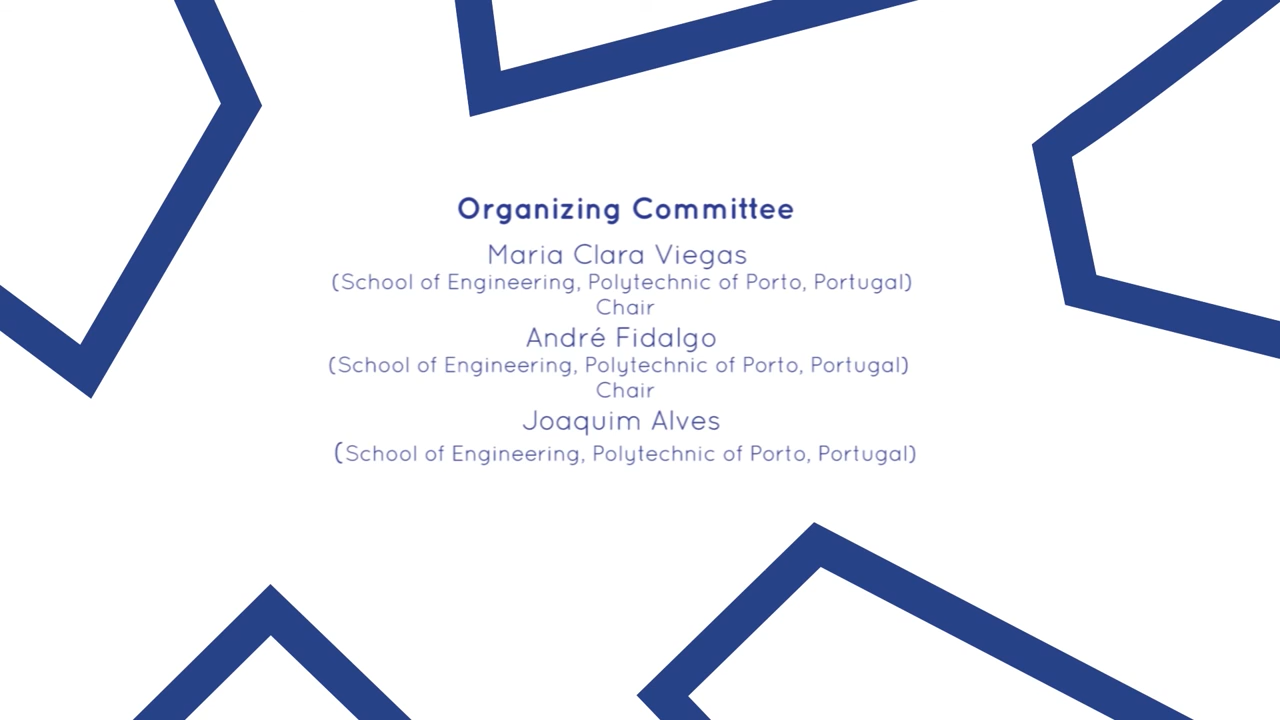 Organizing Committee
Maria Clara Viegas
(School of Engineering, Polytechnic of Porto, Portugal)
Chair
André Fidalgo
(School of Engineering, Polytechnic of Porto, Portugal)
Chair
Joaquim Alves
(School of Engineering, Polytechnic of Porto, Portugal)